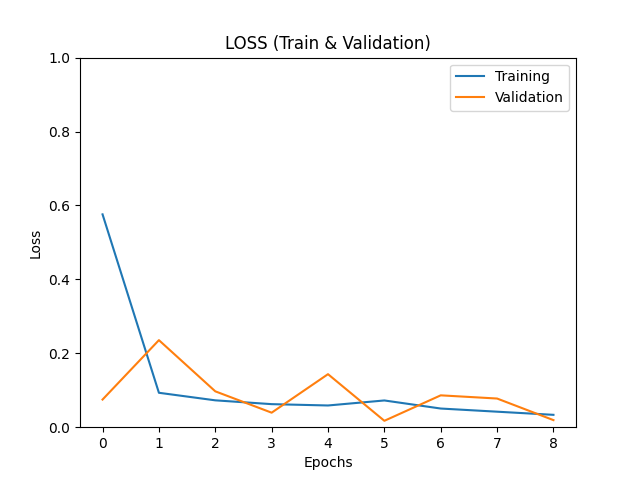 LOSS (Train & Validation)
1.0
0.8
0.6
0.4
0.2
0.0
Loss
Training
Validation
0 1 2 3 4 5 6 7 8
Epochs